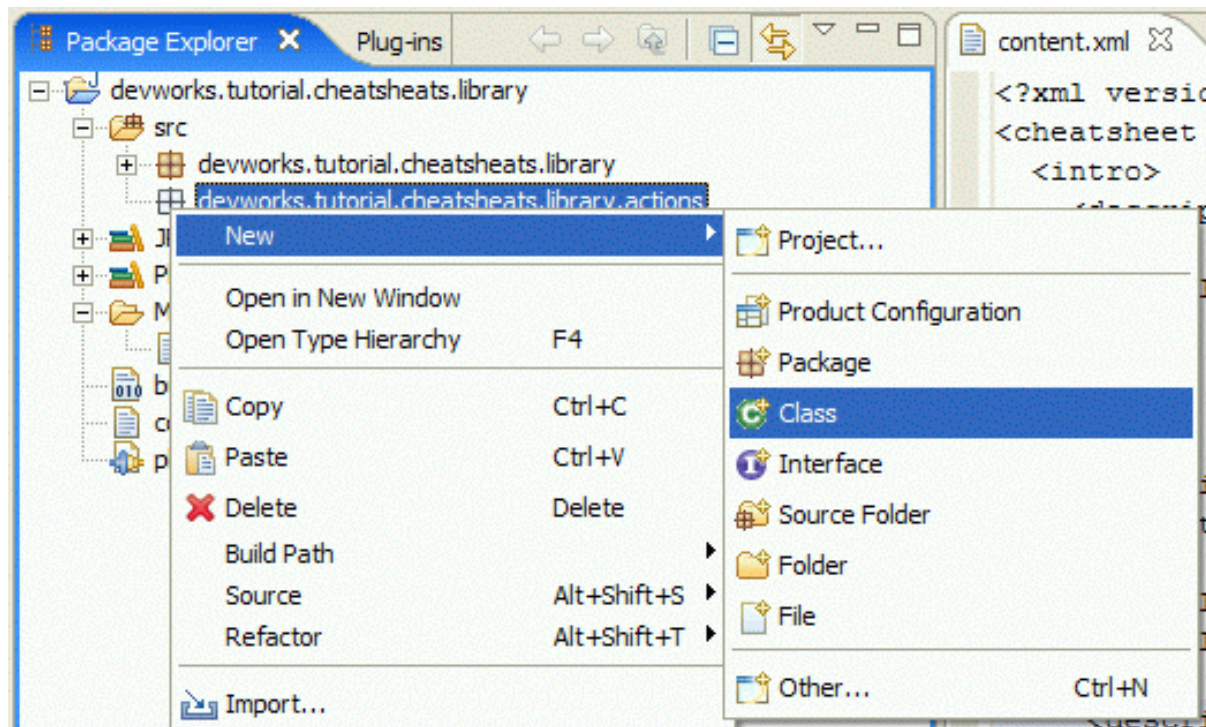 Package Explorer Plug-ins content.xml
devworks.tutorial.cheatsheats.library
src
devworks.tutorial.cheatsheats.library
devworks.tutorial.cheatsheats.library.actions
<?xml
<cheatsheet
<intro>
New
Open in New Window
Open Type Hierarchy F4
Copy Ctrl+C
Paste Ctrl+V
Delete Delete
Build Path
Source Alt+Shift+S
Refactor Alt+Shift+T
Import...
Project...
Product Configuration
Package
Class
Interface
Source Folder
Folder
File
Other... Ctrl+N